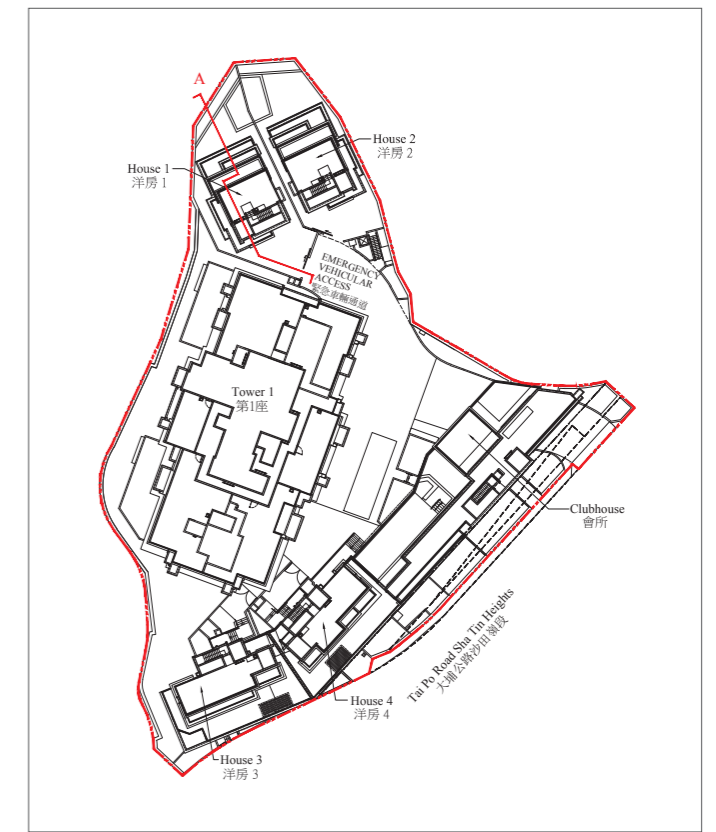 A
House 2
洋房 2
House 1
洋房 1
EMERGENCY
VEHICULAR
ACCESS
緊急車輛通道
Tower 1
第1座
Clubhouse
會所
Tai Po Road Sha Tin Heights
大埔公路沙田嶺段
House 4
洋房 4
House 3
洋房 3